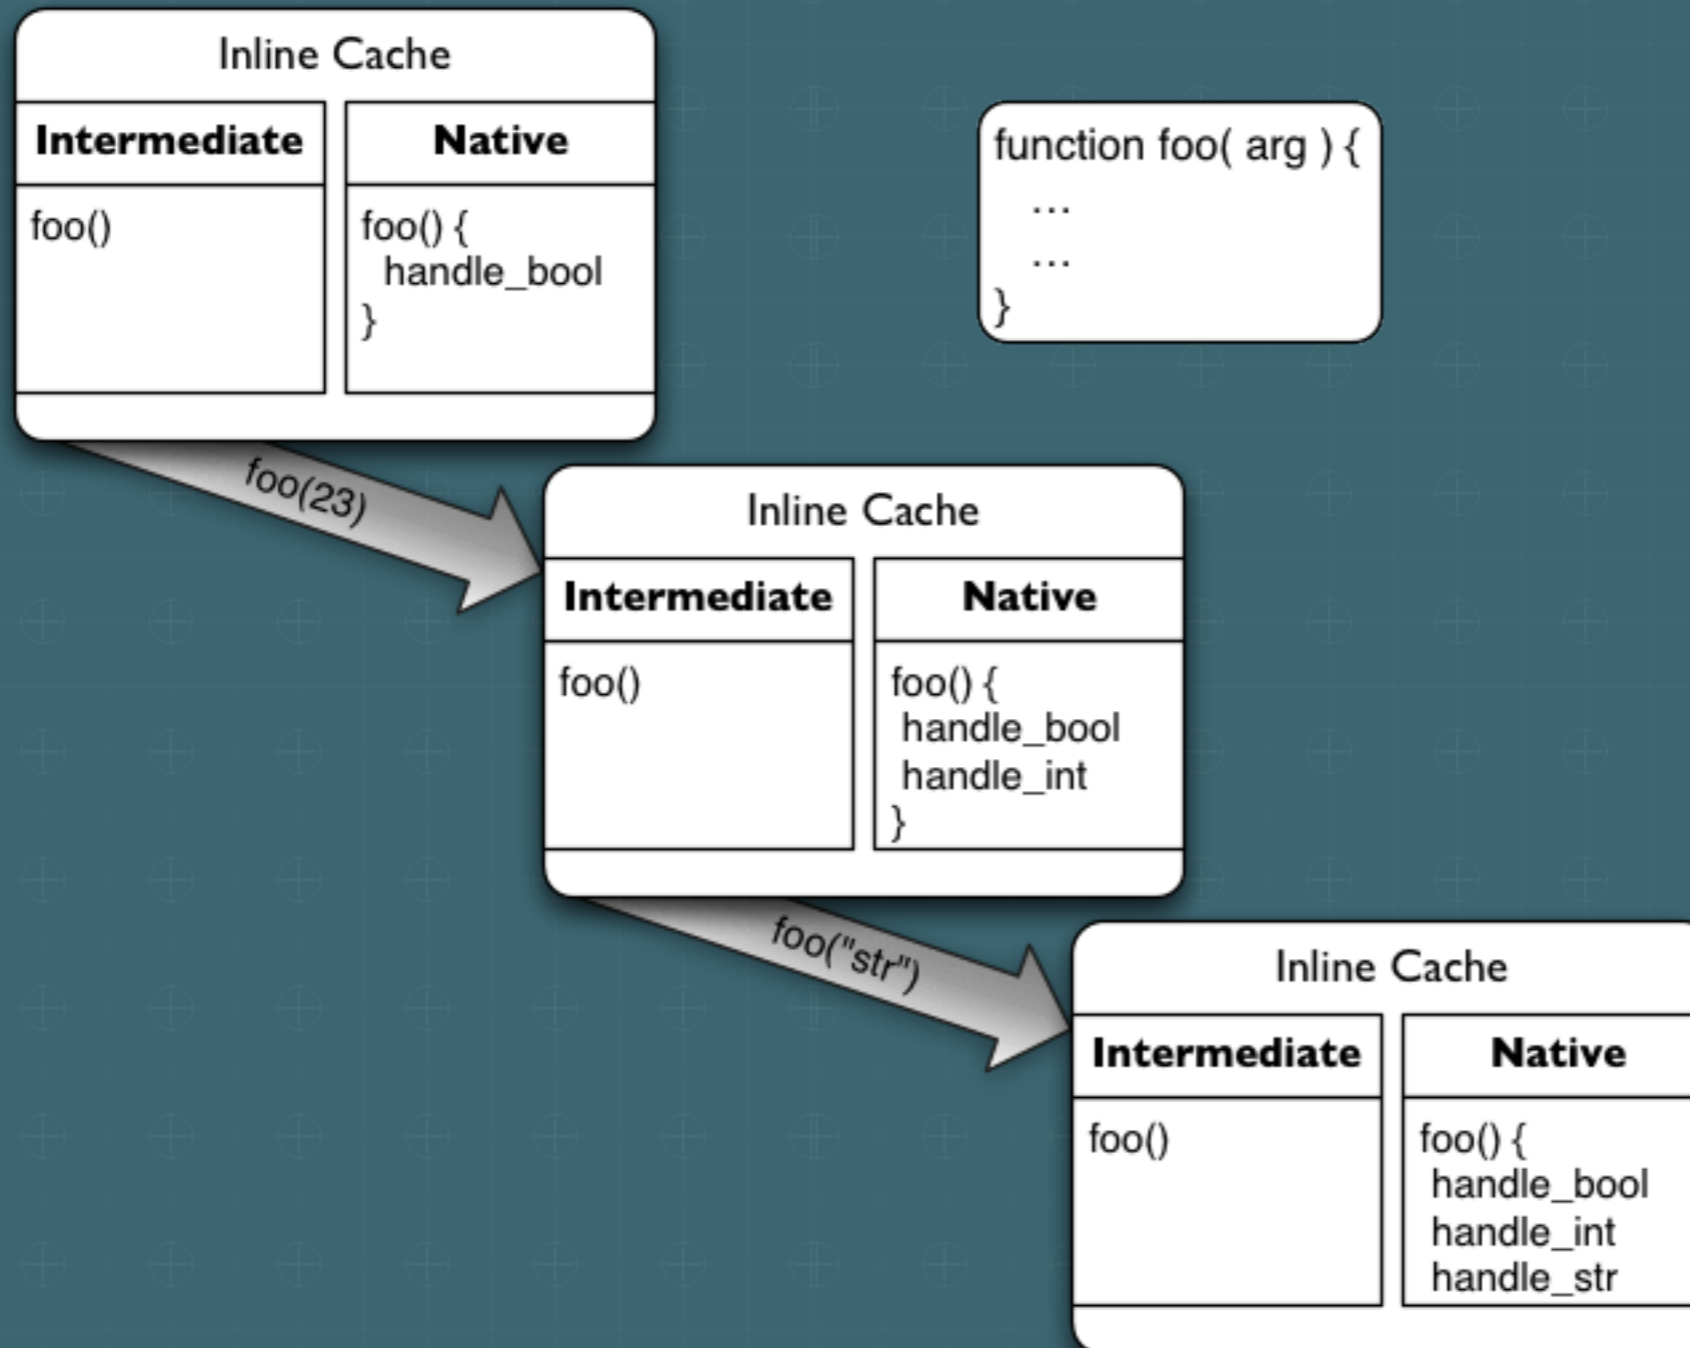 Inline Cache
Intermediate
Native
foo()
foo() {
handle_bool
}
function foo( arg ) {
...
...
}
foo(23)
Inline Cache
Intermediate
Native
foo()
foo() {
handle_bool
handle_int
}
foo("str")
Inline Cache
Intermediate
Native
foo()
foo() {
handle_bool
handle_int
handle_str